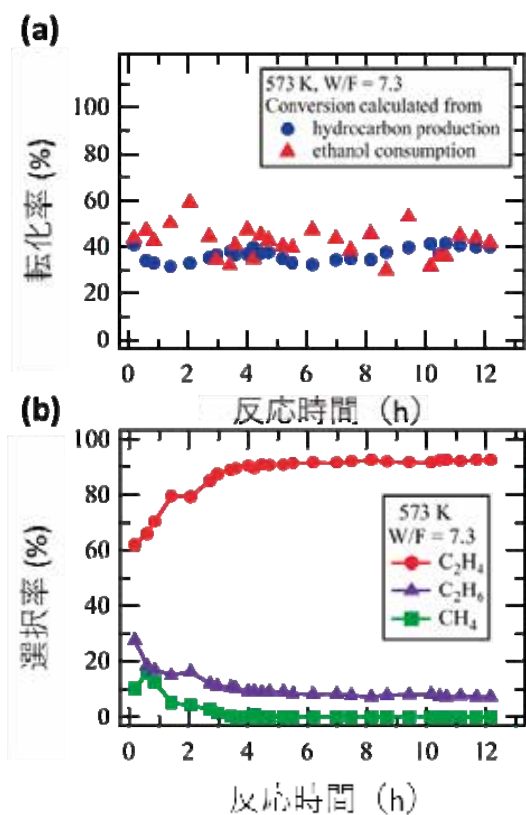 (a)
573 K, W/F = 7.3
Conversion calculated from
hydrocarbon production
ethanol consumption
転化率 (%)
100
80
60
40
20
0
0 2 4 6 8 10 12
反応時間 (h)
(b)
573 K
W/F = 7.3
C₂H₄
C₂H₆
CH₄
選択率 (%)
100
80
60
40
20
0
0 2 4 6 8 10 12
反応時間 (h)